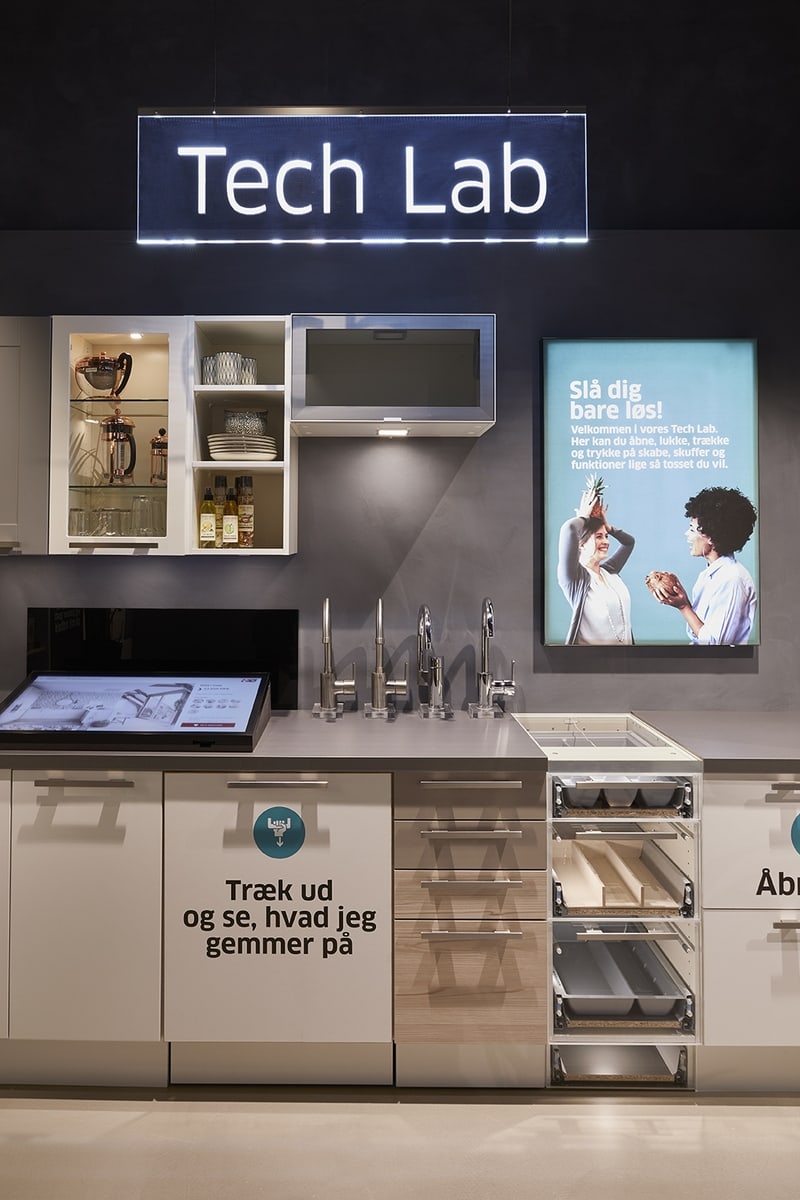 Tech Lab
Slå dig
bare løs!
Velkommen i vores Tech Lab.
Her kan du åbne, lukke, trække
og trykke på skabe, skuffer og
funktioner lige så tosset du vil.
Træk ud
og se, hvad jeg
gemmer på